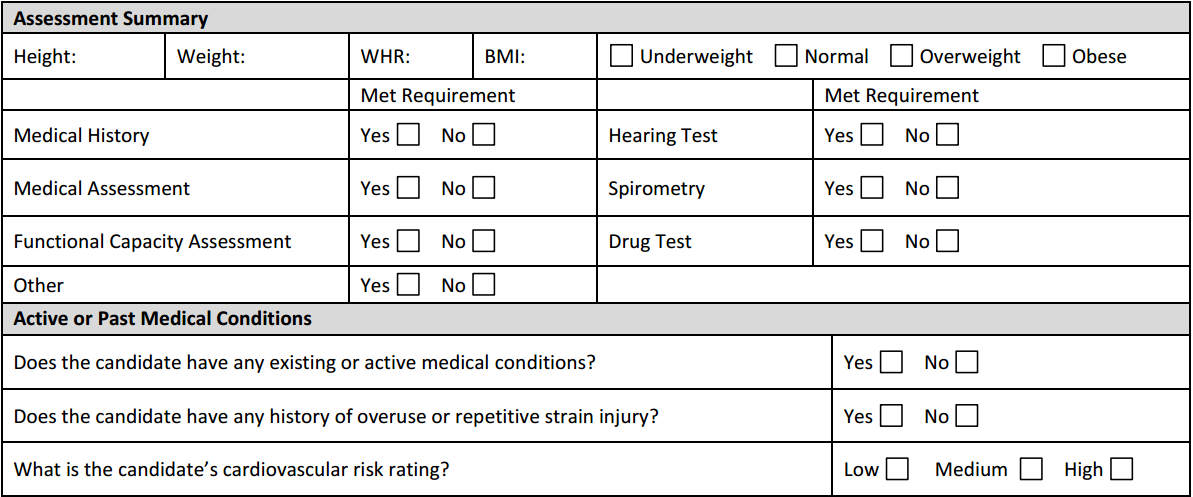 Assessment Summary
Height: Weight: WHR: BMI: Underweight Normal Overweight Obese
Met Requirement Met Requirement
Medical History Yes No Hearing Test Yes No
Medical Assessment Yes No Spirometry Yes No
Functional Capacity Assessment Yes No Drug Test Yes No
Other Yes No
Active or Past Medical Conditions
Does the candidate have any existing or active medical conditions? Yes No
Does the candidate have any history of overuse or repetitive strain injury? Yes No
What is the candidate’s cardiovascular risk rating? Low Medium High